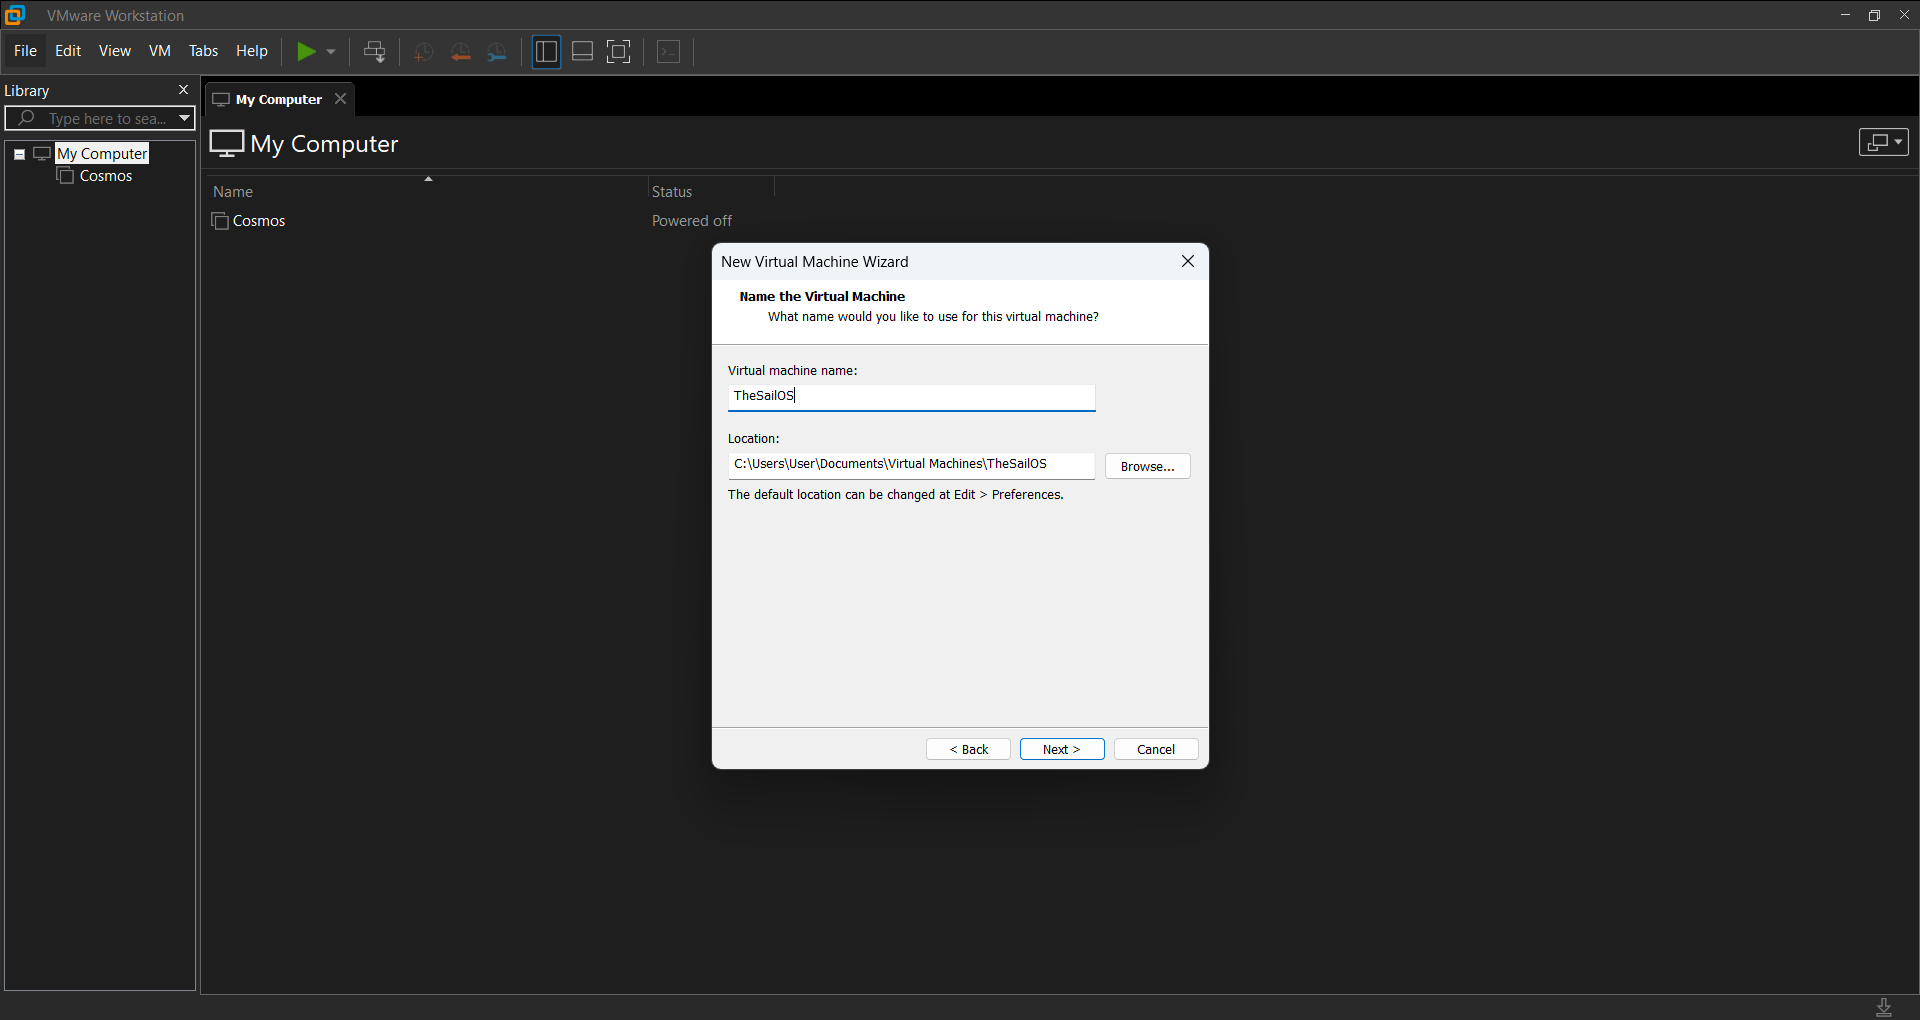 VMware Workstation
File Edit View VM Tabs Help
Library
Type here to sea...
My Computer
Cosmos
My Computer
My Computer
Name Status
Cosmos Powered off
New Virtual Machine Wizard
Name the Virtual Machine
What name would you like to use for this virtual machine?
Virtual machine name:
TheSailOS
Location:
C:\Users\User\Documents\Virtual Machines\TheSailOS
Browse...
The default location can be changed at Edit > Preferences.
< Back Next > Cancel